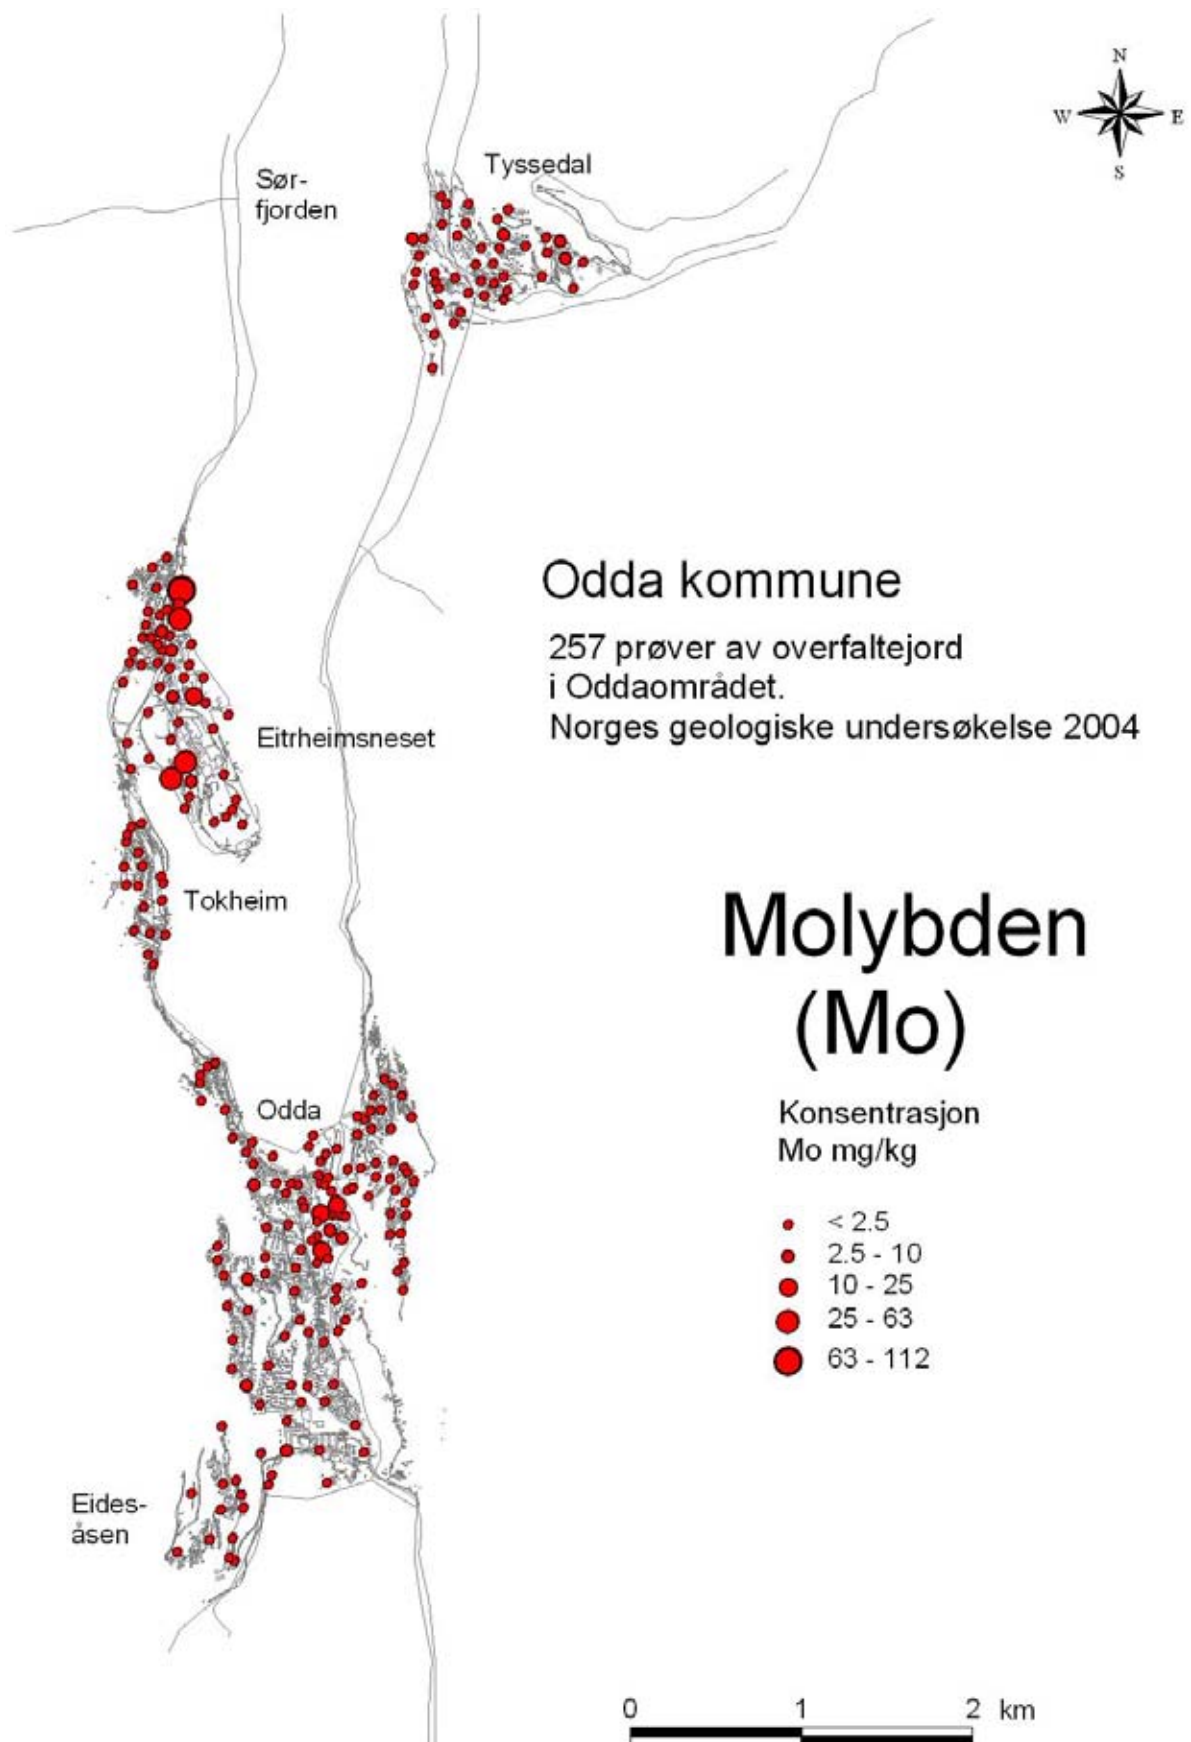 N
W E
S
Tyssedal
Sør-
fjorden
Odda kommune
257 prøver av overfaltejord
i Oddaområdet.
Norges geologiske undersøkelse 2004
Eitrheimsneset
Tokheim
Molybden
(Mo)
Konsentrasjon
Mo mg/kg
< 2.5
2.5 - 10
10 - 25
25 - 63
63 - 112
Odda
Eides-
åsen
0 1 2 km